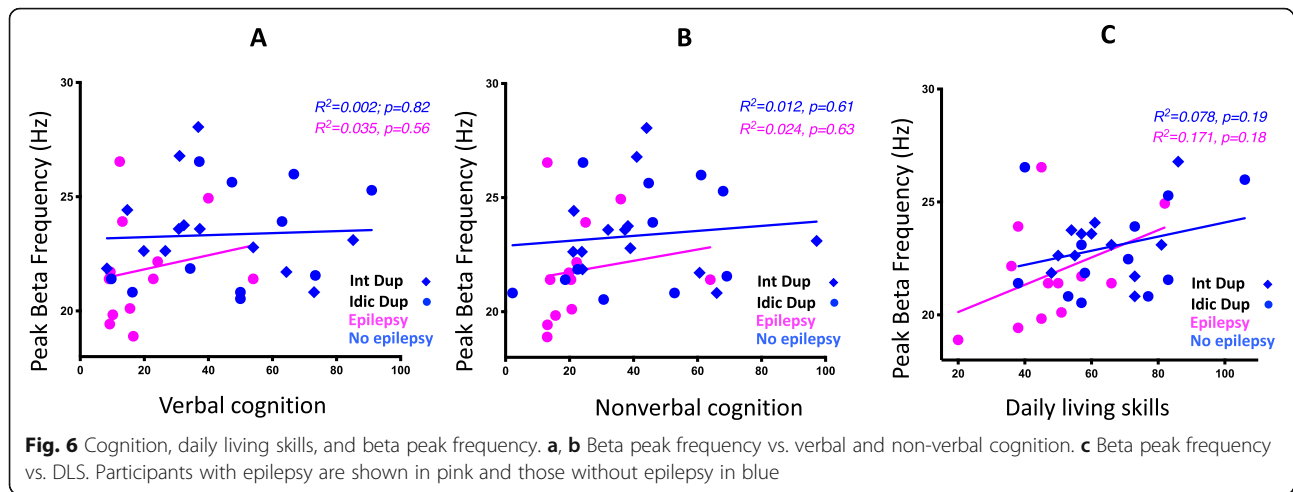 A
Peak Beta Frequency (Hz)
30
25
20
0 20 40 60 80 100
R²=0.002; p=0.82
R²=0.035, p=0.56
Int Dup
Idic Dup
Epilepsy
No epilepsy
Verbal cognition
B
Peak Beta Frequency (Hz)
30
25
20
0 20 40 60 80 100
R²=0.012, p=0.61
R²=0.024, p=0.63
Int Dup
Idic Dup
Epilepsy
No epilepsy
Nonverbal cognition
C
Peak Beta Frequency (Hz)
30
25
20
20 40 60 80 100
R²=0.078, p=0.19
R²=0.171, p=0.18
Int Dup
Idic Dup
Epilepsy
No epilepsy
Daily living skills
Fig. 6 Cognition, daily living skills, and beta peak frequency. a, b Beta peak frequency vs. verbal and non-verbal cognition. c Beta peak frequency
vs. DLS. Participants with epilepsy are shown in pink and those without epilepsy in blue